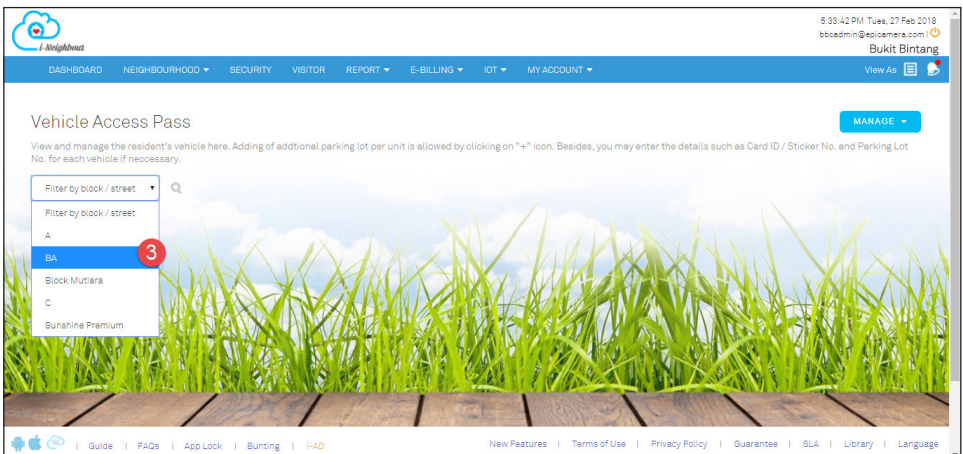 i-Neighbour
5:33:42 PM Tues, 27 Feb 2018
bbcadmin@epicamera.com |
Bukit Bintang
DASHBOARD NEIGHBOURHOOD SECURITY VISITOR REPORT E-BILLING IOT MY ACCOUNT View As
Vehicle Access Pass
MANAGE
View and manage the resident's vehicle here. Adding of addtional parking lot per unit is allowed by clicking on "+" icon. Besides, you may enter the details such as Card ID / Sticker No. and Parking Lot
No. for each vehicle if neccessary.
Filter by block / street
Filter by block / street
A
BA
3
Block Mutiara
C
Sunshine Premium
| Guide | FAQs | App Lock | Bunting | i-AD
New Features | Terms of Use | Privacy Policy | Guarantee | SLA | Library | Language